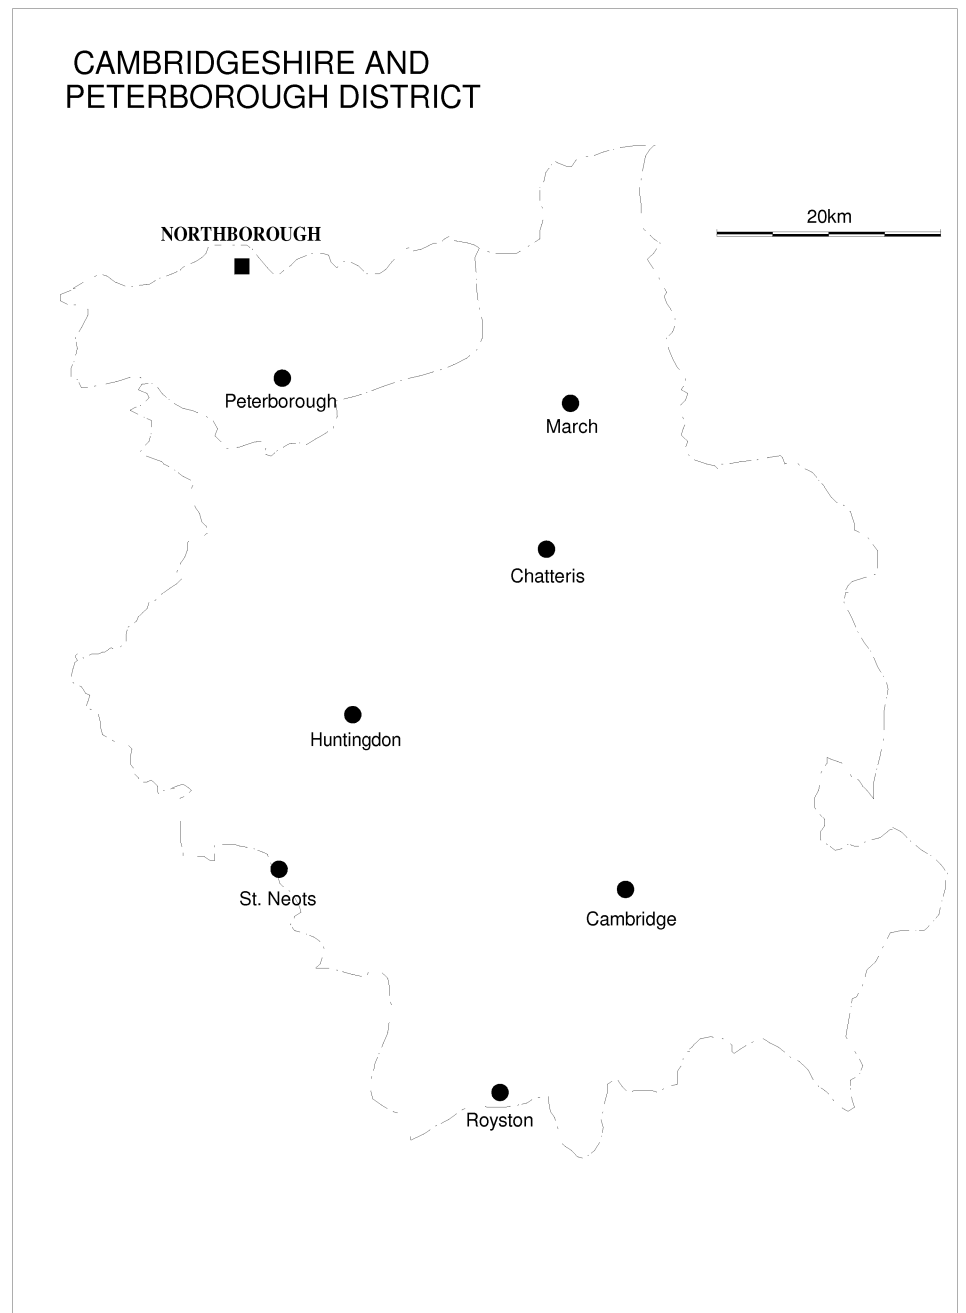 CAMBRIDGESHIRE AND
PETERBOROUGH DISTRICT
20km
NORTHBOROUGH
Peterborough
March
Chatteris
Huntingdon
St. Neots
Cambridge
Royston